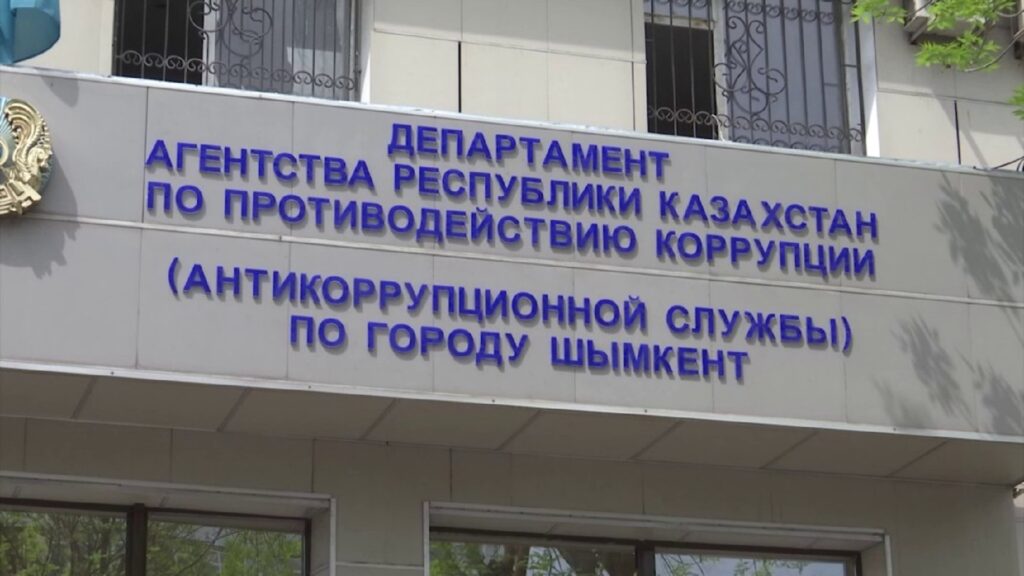 ДЕПАРТАМЕНТ
АГЕНТСТВА РЕСПУБЛИКИ КАЗАХСТАН
ПО ПРОТИВОДЕЙСТВИЮ КОРРУПЦИИ
(АНТИКОРРУПЦИОННОЙ СЛУЖБЫ)
ПО ГОРОДУ ШЫМКЕНТ